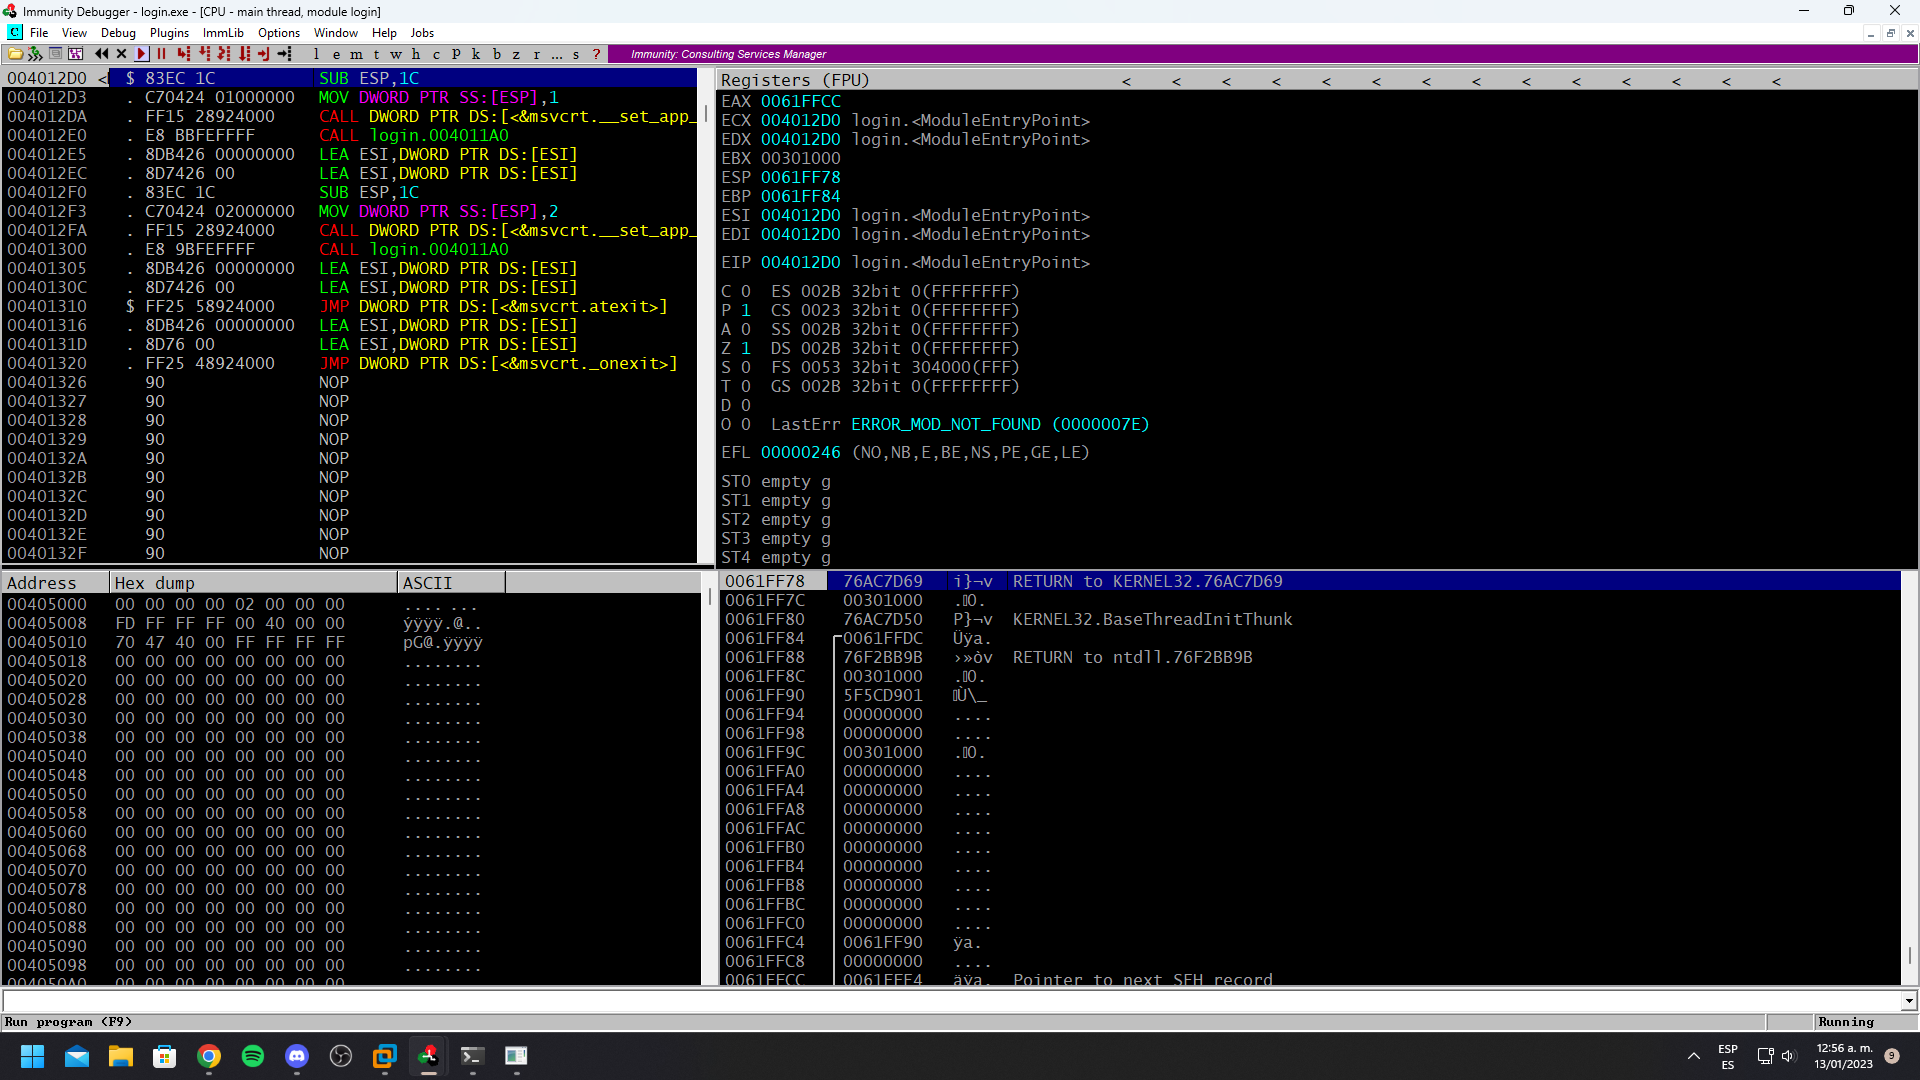 Immunity Debugger - login.exe - [CPU - main thread, module login]
C File View Debug Plugins ImmLib Options Window Help Jobs
l e m t w h c P k b z r ... s ? Immunity: Consulting Services Manager
004012D0 <[ $ 83EC 1C SUB ESP,1C
004012D3 . C70424 01000000 MOV DWORD PTR SS:[ESP],1
004012DA . FF15 28924000 CALL DWORD PTR DS:[<&msvcrt.__set_app_
004012E0 . E8 BBFEFFFF CALL login.004011A0
004012E5 . 8DB426 00000000 LEA ESI,DWORD PTR DS:[ESI]
004012EC . 8D7426 00 LEA ESI,DWORD PTR DS:[ESI]
004012F0 . 83EC 1C SUB ESP,1C
004012F3 . C70424 02000000 MOV DWORD PTR SS:[ESP],2
004012FA . FF15 28924000 CALL DWORD PTR DS:[<&msvcrt.__set_app_
00401300 . E8 9BFEFFFF CALL login.004011A0
00401305 . 8DB426 00000000 LEA ESI,DWORD PTR DS:[ESI]
0040130C . 8D7426 00 LEA ESI,DWORD PTR DS:[ESI]
00401310 $ FF25 58924000 JMP DWORD PTR DS:[<&msvcrt.atexit>]
00401316 . 8DB426 00000000 LEA ESI,DWORD PTR DS:[ESI]
0040131D . 8D76 00 LEA ESI,DWORD PTR DS:[ESI]
00401320 . FF25 48924000 JMP DWORD PTR DS:[<&msvcrt._onexit>]
00401326 90 NOP
00401327 90 NOP
00401328 90 NOP
00401329 90 NOP
0040132A 90 NOP
0040132B 90 NOP
0040132C 90 NOP
0040132D 90 NOP
0040132E 90 NOP
0040132F 90 NOP
Registers (FPU) < < < < < < < < < < < < < <
EAX 0061FFCC
ECX 004012D0 login.<ModuleEntryPoint>
EDX 004012D0 login.<ModuleEntryPoint>
EBX 00301000
ESP 0061FF78
EBP 0061FF84
ESI 004012D0 login.<ModuleEntryPoint>
EDI 004012D0 login.<ModuleEntryPoint>
EIP 004012D0 login.<ModuleEntryPoint>
C 0 ES 002B 32bit 0(FFFFFFFF)
P 1 CS 0023 32bit 0(FFFFFFFF)
A 0 SS 002B 32bit 0(FFFFFFFF)
Z 1 DS 002B 32bit 0(FFFFFFFF)
S 0 FS 0053 32bit 304000(FFF)
T 0 GS 002B 32bit 0(FFFFFFFF)
D 0
O 0 LastErr ERROR_MOD_NOT_FOUND (0000007E)
EFL 00000246 (NO,NB,E,BE,NS,PE,GE,LE)
ST0 empty g
ST1 empty g
ST2 empty g
ST3 empty g
ST4 empty g
Address Hex dump ASCII
00405000 00 00 00 00 02 00 00 00 .... ...
00405008 FD FF FF FF 00 40 00 00 ýÿÿÿ.@..
00405010 70 47 40 00 FF FF FF FF pG@.ÿÿÿÿ
00405018 00 00 00 00 00 00 00 00 ........
00405020 00 00 00 00 00 00 00 00 ........
00405028 00 00 00 00 00 00 00 00 ........
00405030 00 00 00 00 00 00 00 00 ........
00405038 00 00 00 00 00 00 00 00 ........
00405040 00 00 00 00 00 00 00 00 ........
00405048 00 00 00 00 00 00 00 00 ........
00405050 00 00 00 00 00 00 00 00 ........
00405058 00 00 00 00 00 00 00 00 ........
00405060 00 00 00 00 00 00 00 00 ........
00405068 00 00 00 00 00 00 00 00 ........
00405070 00 00 00 00 00 00 00 00 ........
00405078 00 00 00 00 00 00 00 00 ........
00405080 00 00 00 00 00 00 00 00 ........
00405088 00 00 00 00 00 00 00 00 ........
00405090 00 00 00 00 00 00 00 00 ........
00405098 00 00 00 00 00 00 00 00 ........
004050A0 00 00 00 00 00 00 00 00 ........
0061FF78 76AC7D69 i}¬v RETURN to KERNEL32.76AC7D69
0061FF7C 00301000 .0.
0061FF80 76AC7D50 P}¬v KERNEL32.BaseThreadInitThunk
0061FF84 0061FFDC Üÿa.
0061FF88 76F2BB9B ›»òv RETURN to ntdll.76F2BB9B
0061FF8C 00301000 .0.
0061FF90 5F5CD901 Ù\_
0061FF94 00000000 ....
0061FF98 00000000 ....
0061FF9C 00301000 .0.
0061FFA0 00000000 ....
0061FFA4 00000000 ....
0061FFA8 00000000 ....
0061FFAC 00000000 ....
0061FFB0 00000000 ....
0061FFB4 00000000 ....
0061FFB8 00000000 ....
0061FFBC 00000000 ....
0061FFC0 00000000 ....
0061FFC4 0061FF90 ÿa.
0061FFC8 00000000 ....
0061FFCC 0061FFF4 äÿa. Pointer to next SEH record
Run program (F9) Running
ESP
ES
12:56 a. m.
13/01/2023
9